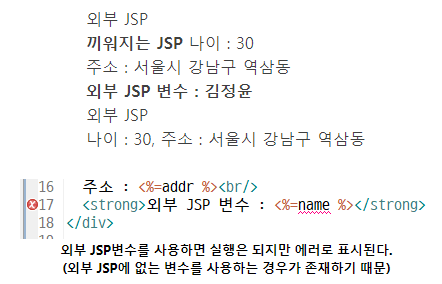 외부 JSP
끼워지는 JSP 나이 : 30
주소 : 서울시 강남구 역삼동
외부 JSP 변수 : 김정윤
외부 JSP
나이 : 30, 주소 : 서울시 강남구 역삼동
16 주소 : <%=addr %><br/>
17 <strong>외부 JSP 변수 : <%=name %></strong>
18 </div>
외부 JSP변수를 사용하면 실행은 되지만 에러로 표시된다.
(외부 JSP에 없는 변수를 사용하는 경우가 존재하기 때문)